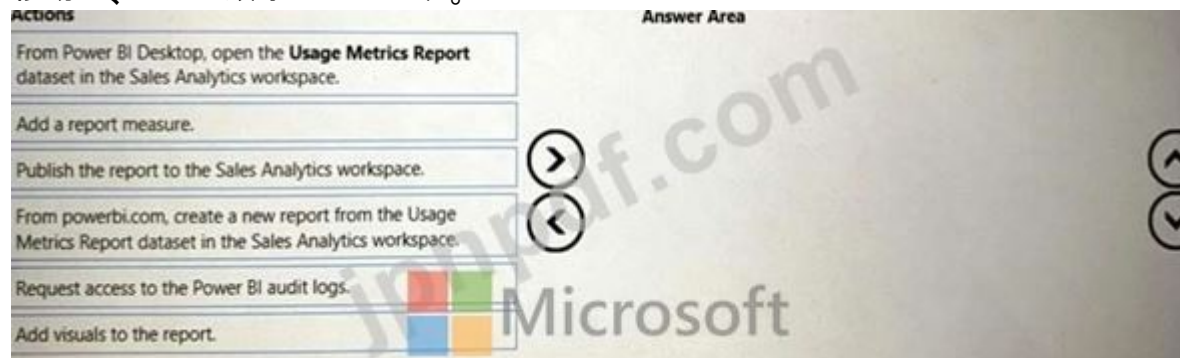 Actions
Answer Area
From Power BI Desktop, open the Usage Metrics Report
dataset in the Sales Analytics workspace.
Add a report measure.
Publish the report to the Sales Analytics workspace.
From powerbi.com, create a new report from the Usage
Metrics Report dataset in the Sales Analytics workspace.
Request access to the Power BI audit logs.
Add visuals to the report.
jpnpdf.com
Microsoft